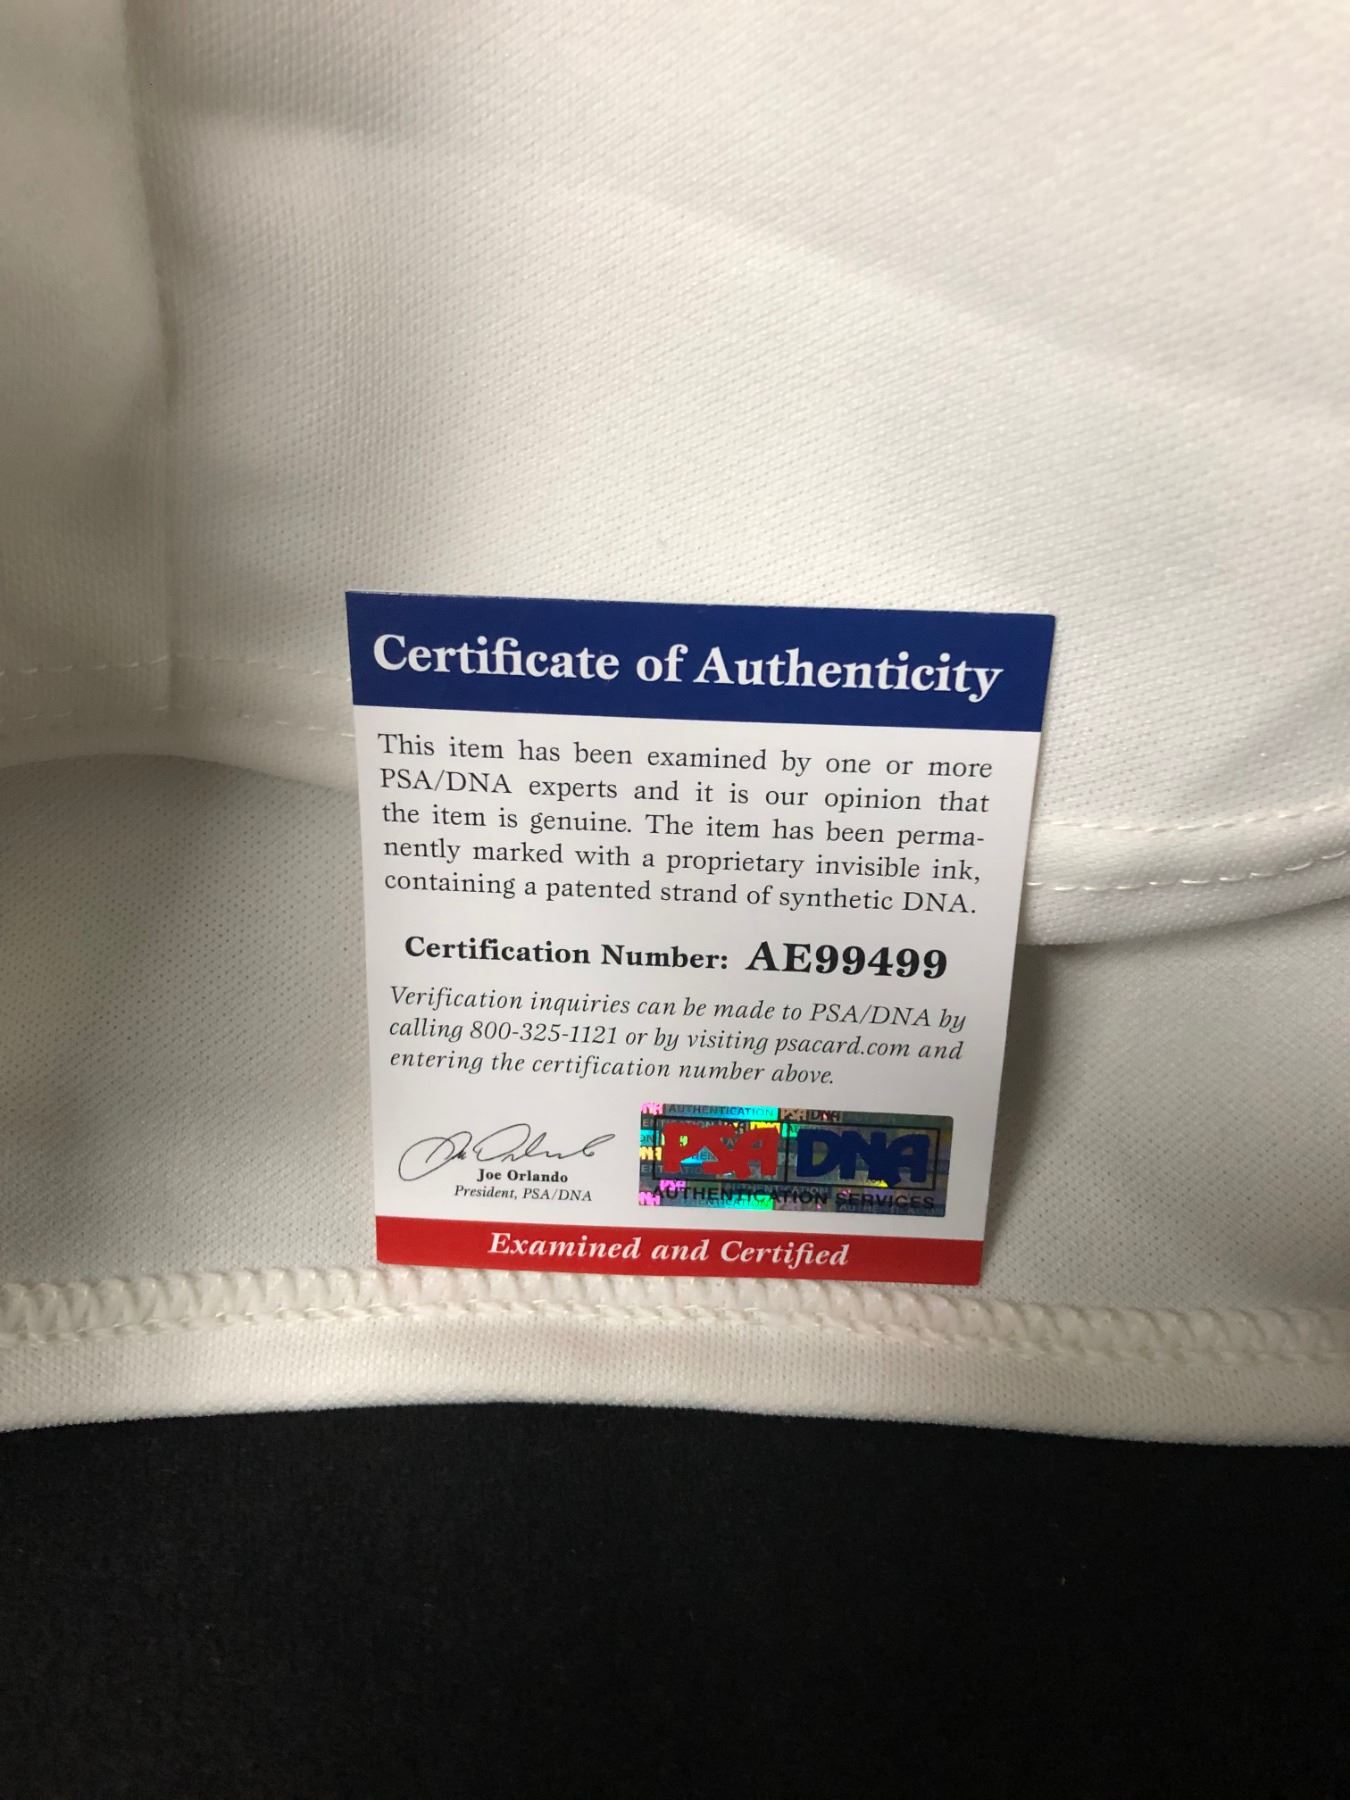 Certificate of Authenticity
This item has been examined by one or more
PSA/DNA experts and it is our opinion that
the item is genuine. The item has been perma-
nently marked with a proprietary invisible ink,
containing a patented strand of synthetic DNA.
Certification Number: AE99499
Verification inquiries can be made to PSA/DNA by
calling 800-325-1121 or by visiting psacard.com and
entering the certification number above.
Joe Orlando
President, PSA/DNA
PSA DNA
AUTHENTICATION SERVICES
Examined and Certified